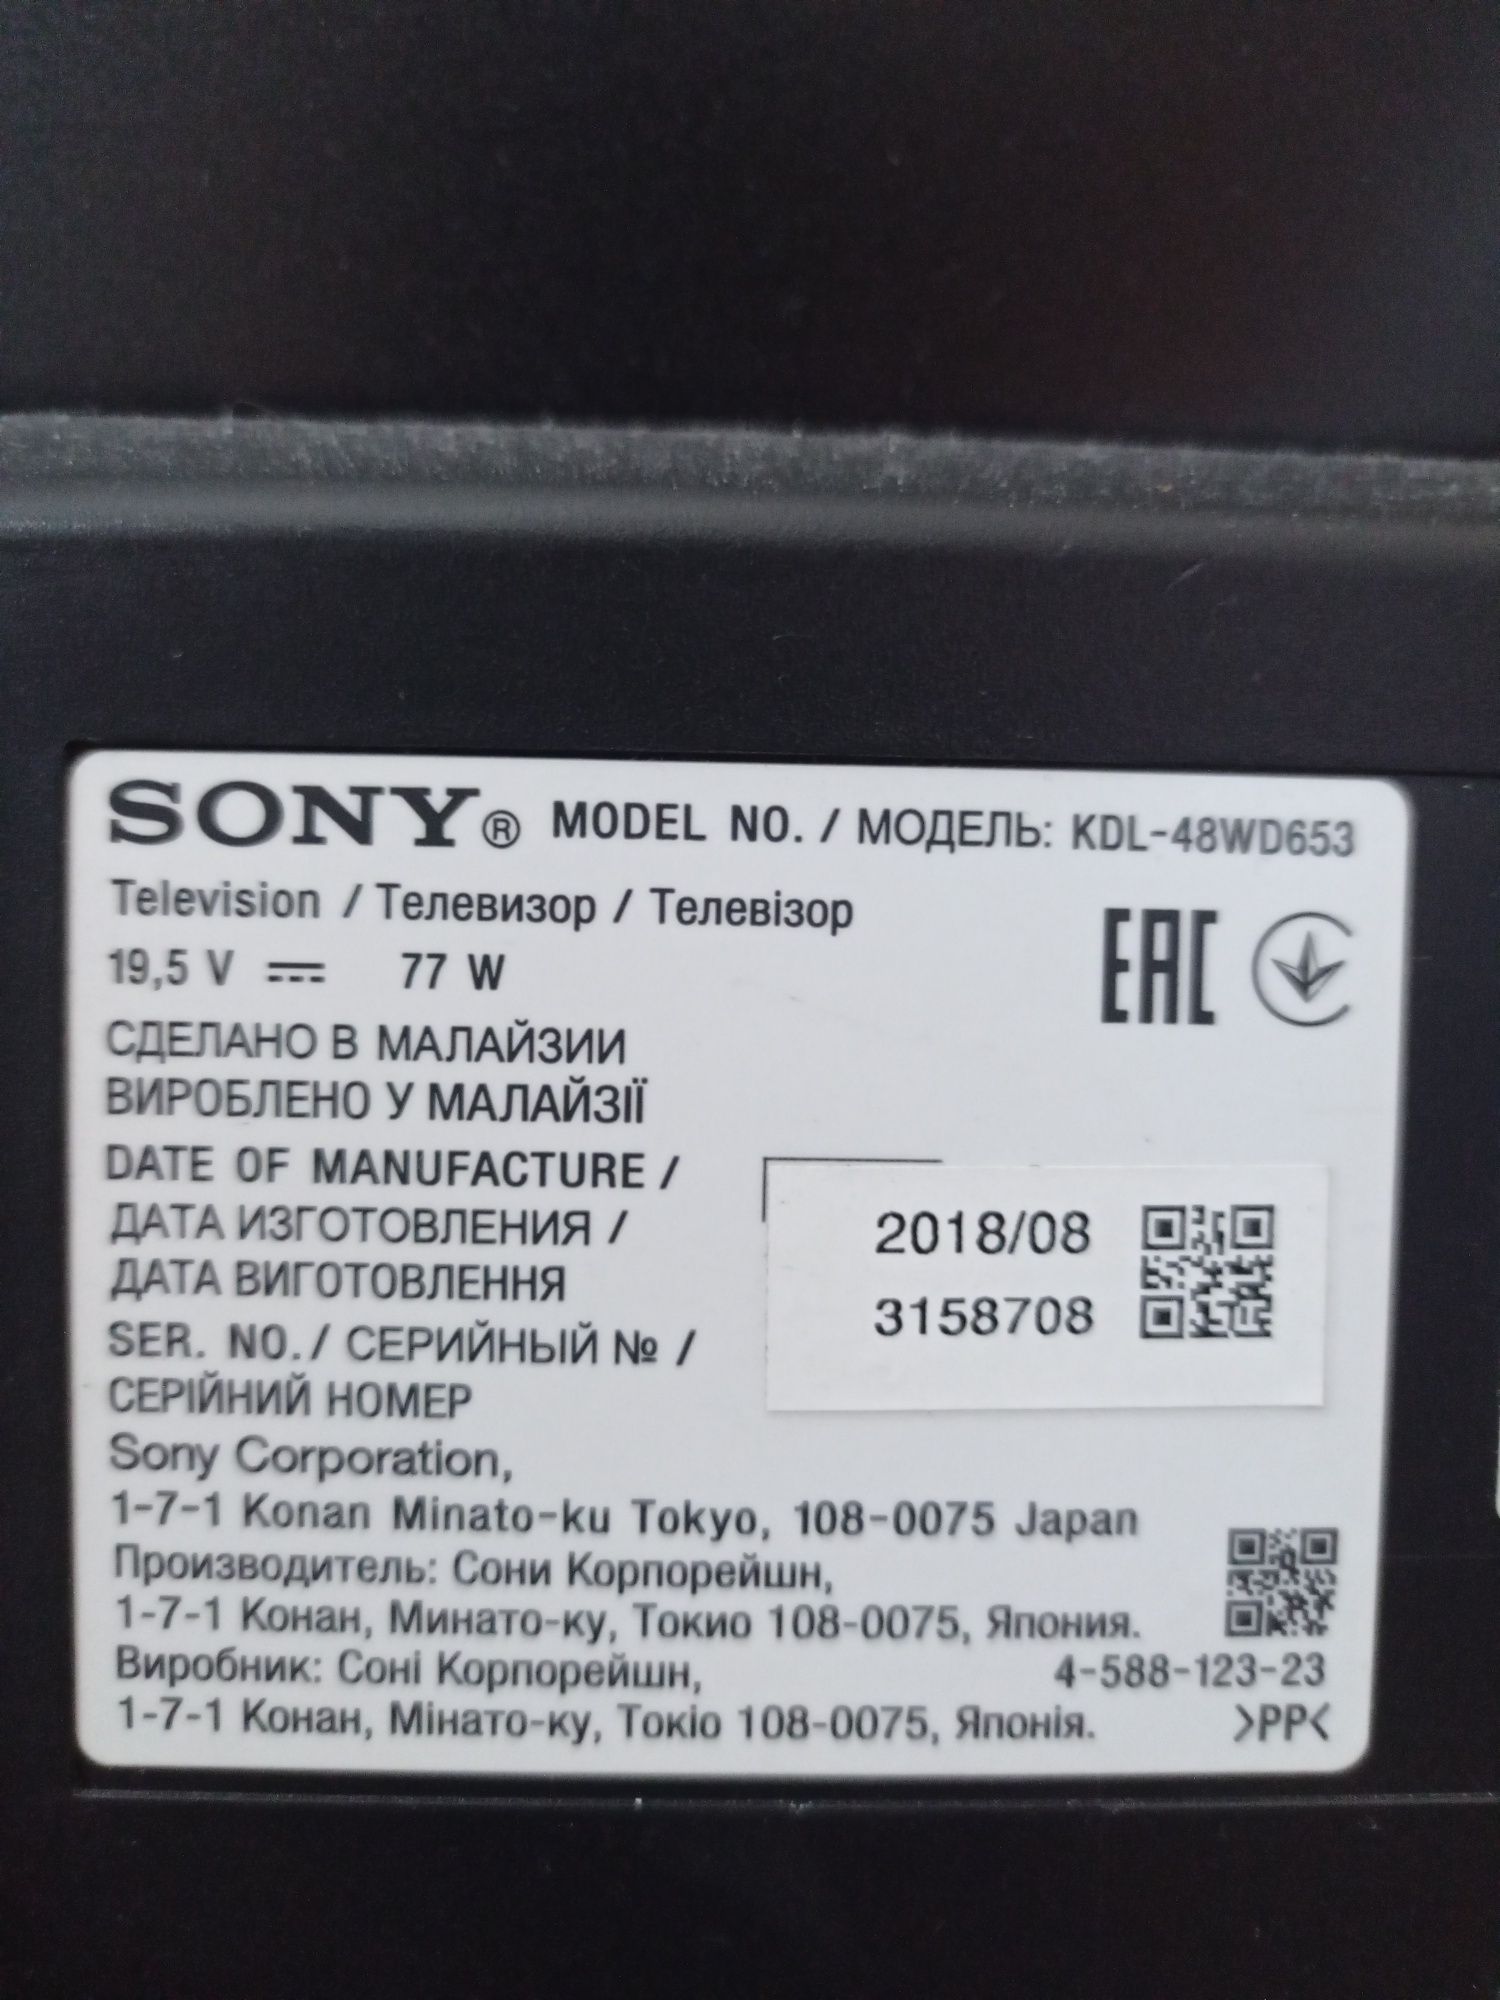 SONY® MODEL NO. / МОДЕЛЬ: KDL-48WD653
Television / Телевизор / Телевізор
19,5 V ⎓ 77 W
EAC
СДЕЛАНО В МАЛАЙЗИИ
ВИРОБЛЕНО У МАЛАЙЗІЇ
DATE OF MANUFACTURE /
ДАТА ИЗГОТОВЛЕНИЯ /
ДАТА ВИГОТОВЛЕННЯ
2018/08
SER. NO. / СЕРИЙНЫЙ № /
СЕРІЙНИЙ НОМЕР
3158708
Sony Corporation,
1-7-1 Konan Minato-ku Tokyo, 108-0075 Japan
Производитель: Сони Корпорейшн,
1-7-1 Конан, Минато-ку, Токио 108-0075, Япония.
Виробник: Соні Корпорейшн,
4-588-123-23
1-7-1 Конан, Мінато-ку, Токіо 108-0075, Японія.
>PP<